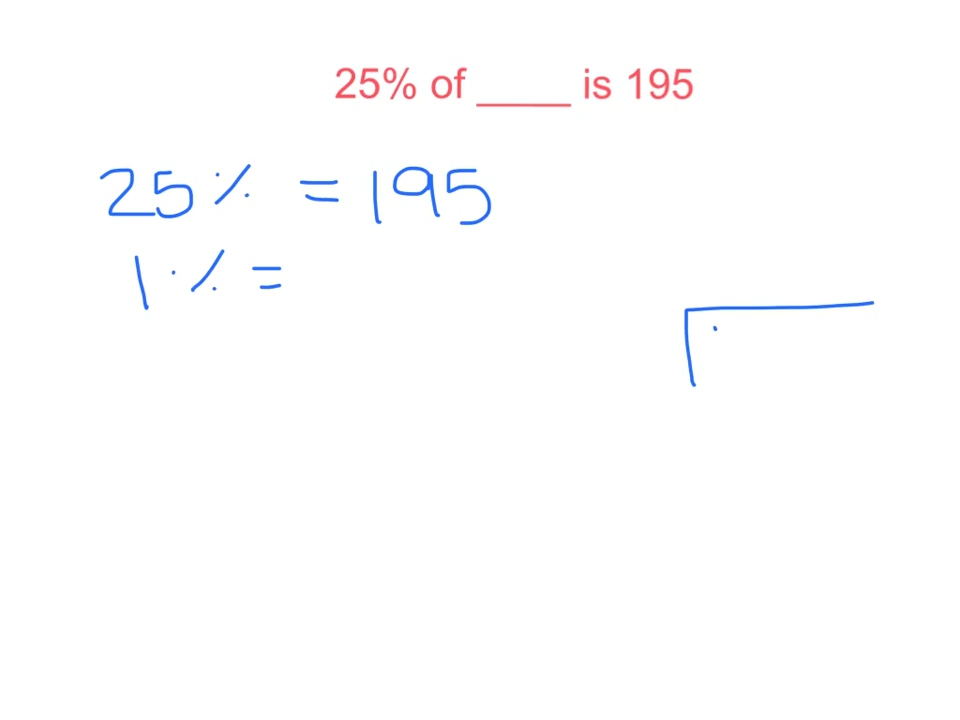 25% of ____ is 195
25% = 195
1% =